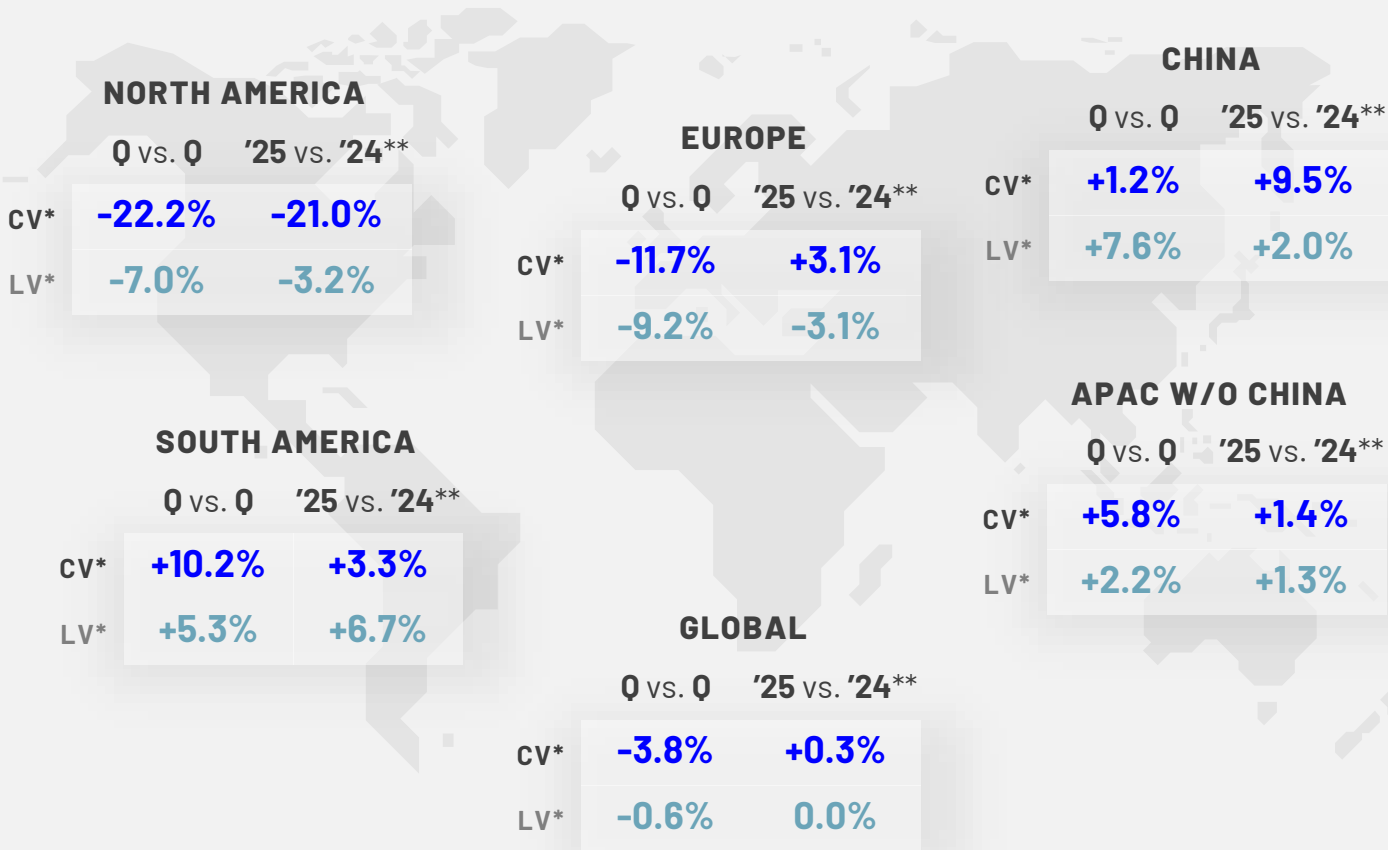 NORTH AMERICA
Q vs. Q ’25 vs. ’24**
CV* -22.2% -21.0%
LV* -7.0% -3.2%
EUROPE
Q vs. Q ’25 vs. ’24**
CV* -11.7% +3.1%
LV* -9.2% -3.1%
CHINA
Q vs. Q ’25 vs. ’24**
CV* +1.2% +9.5%
LV* +7.6% +2.0%
SOUTH AMERICA
Q vs. Q ’25 vs. ’24**
CV* +10.2% +3.3%
LV* +5.3% +6.7%
GLOBAL
Q vs. Q ’25 vs. ’24**
CV* -3.8% +0.3%
LV* -0.6% 0.0%
APAC W/O CHINA
Q vs. Q ’25 vs. ’24**
CV* +5.8% +1.4%
LV* +2.2% +1.3%